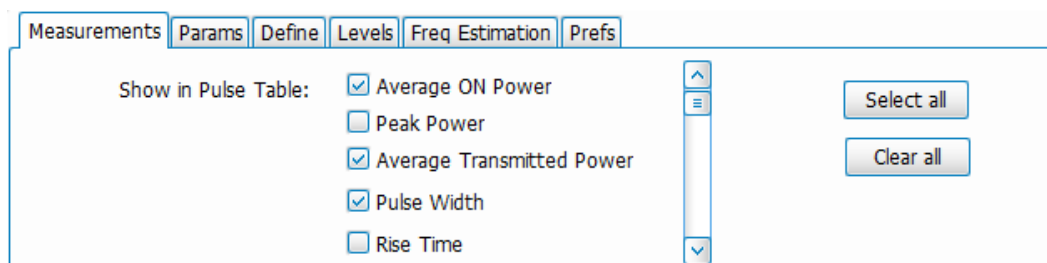 Measurements Params Define Levels Freq Estimation Prefs
Show in Pulse Table: Average ON Power
Select all
Peak Power
Average Transmitted Power
Clear all
Pulse Width
Rise Time